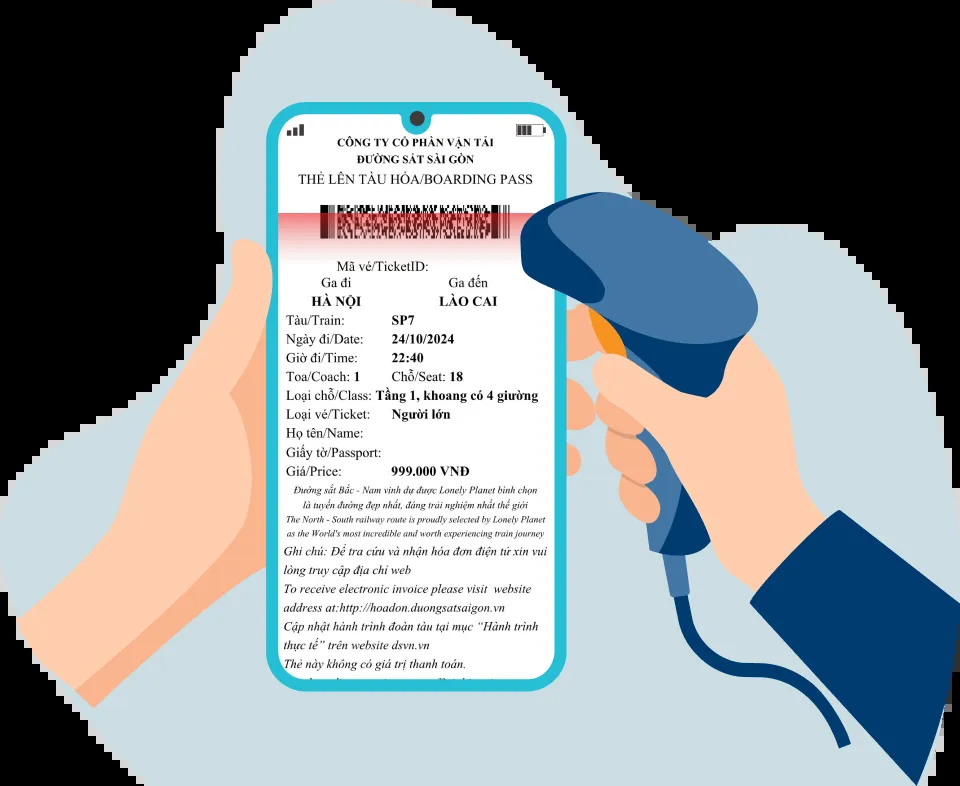 CÔNG TY CỔ PHẦN VẬN TẢI
ĐƯỜNG SẮT SÀI GÒN
THẺ LÊN TÀU HỎA/BOARDING PASS
Mã vé/TicketID:
Ga đi Ga đến
HÀ NỘI LÀO CAI
Tàu/Train: SP7
Ngày đi/Date: 24/10/2024
Giờ đi/Time: 22:40
Toa/Coach: 1 Chỗ/Seat: 18
Loại chỗ/Class: Tầng 1, khoang có 4 giường
Loại vé/Ticket: Người lớn
Họ tên/Name:
Giấy tờ/Passport:
Giá/Price: 999.000 VNĐ
Đường sắt Bắc - Nam vinh dự được Lonely Planet bình chọn
là tuyến đường đẹp nhất, đáng trải nghiệm nhất thế giới
The North - South railway route is proudly selected by Lonely Planet
as the World's most incredible and worth experiencing train journey
Ghi chú: Để tra cứu và nhận hóa đơn điện tử xin vui
lòng truy cập địa chỉ web
To receive electronic invoice please visit website
address at:http://hoadon.duongsatsaigon.vn
Cập nhật hành trình đoàn tàu tại mục “Hành trình
thực tế” trên website dsvn.vn
Thẻ này không có giá trị thanh toán.